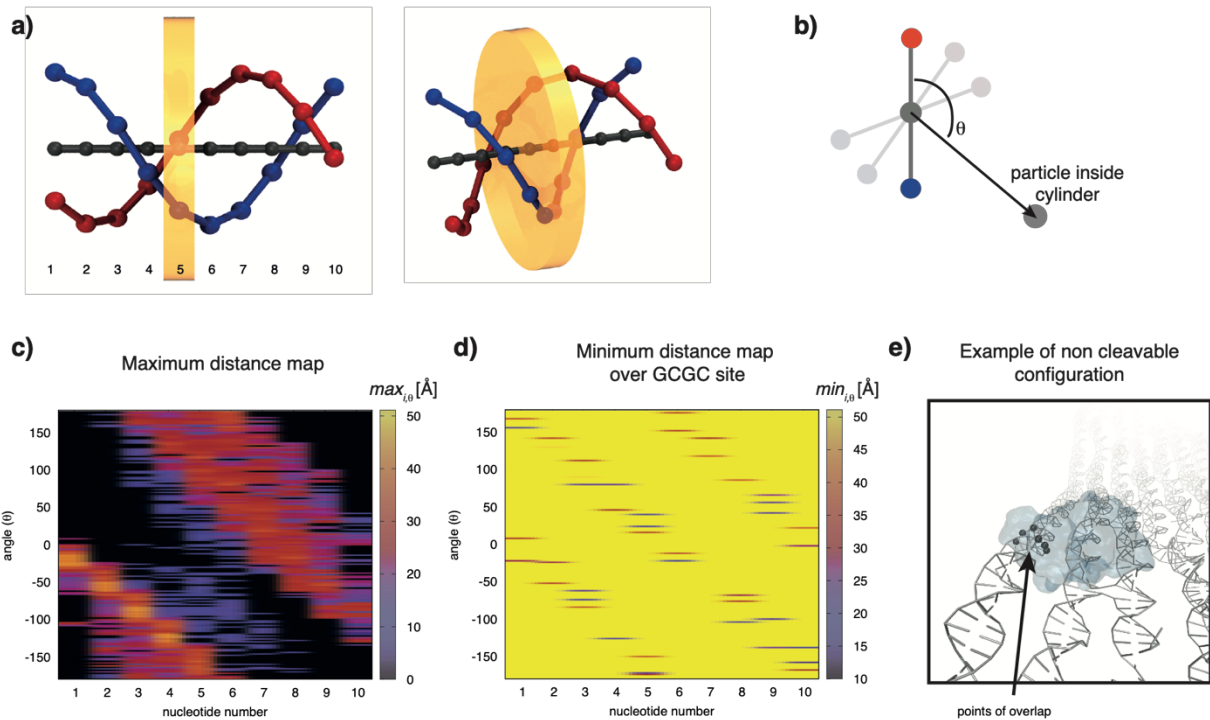 a)
1 2 3 4 5 6 7 8 9 10
b)
θ
particle inside
cylinder
c)
Maximum distance map
max i,θ [Å]
50
40
30
20
10
0
150
100
50
0
-50
-100
-150
angle (θ)
1 2 3 4 5 6 7 8 9 10
nucleotide number
d)
Minimum distance map
over GCGC site
min i,θ [Å]
50
45
40
35
30
25
20
15
10
150
100
50
0
-50
-100
-150
angle (θ)
1 2 3 4 5 6 7 8 9 10
nucleotide number
e)
Example of non cleavable
configuration
points of overlap